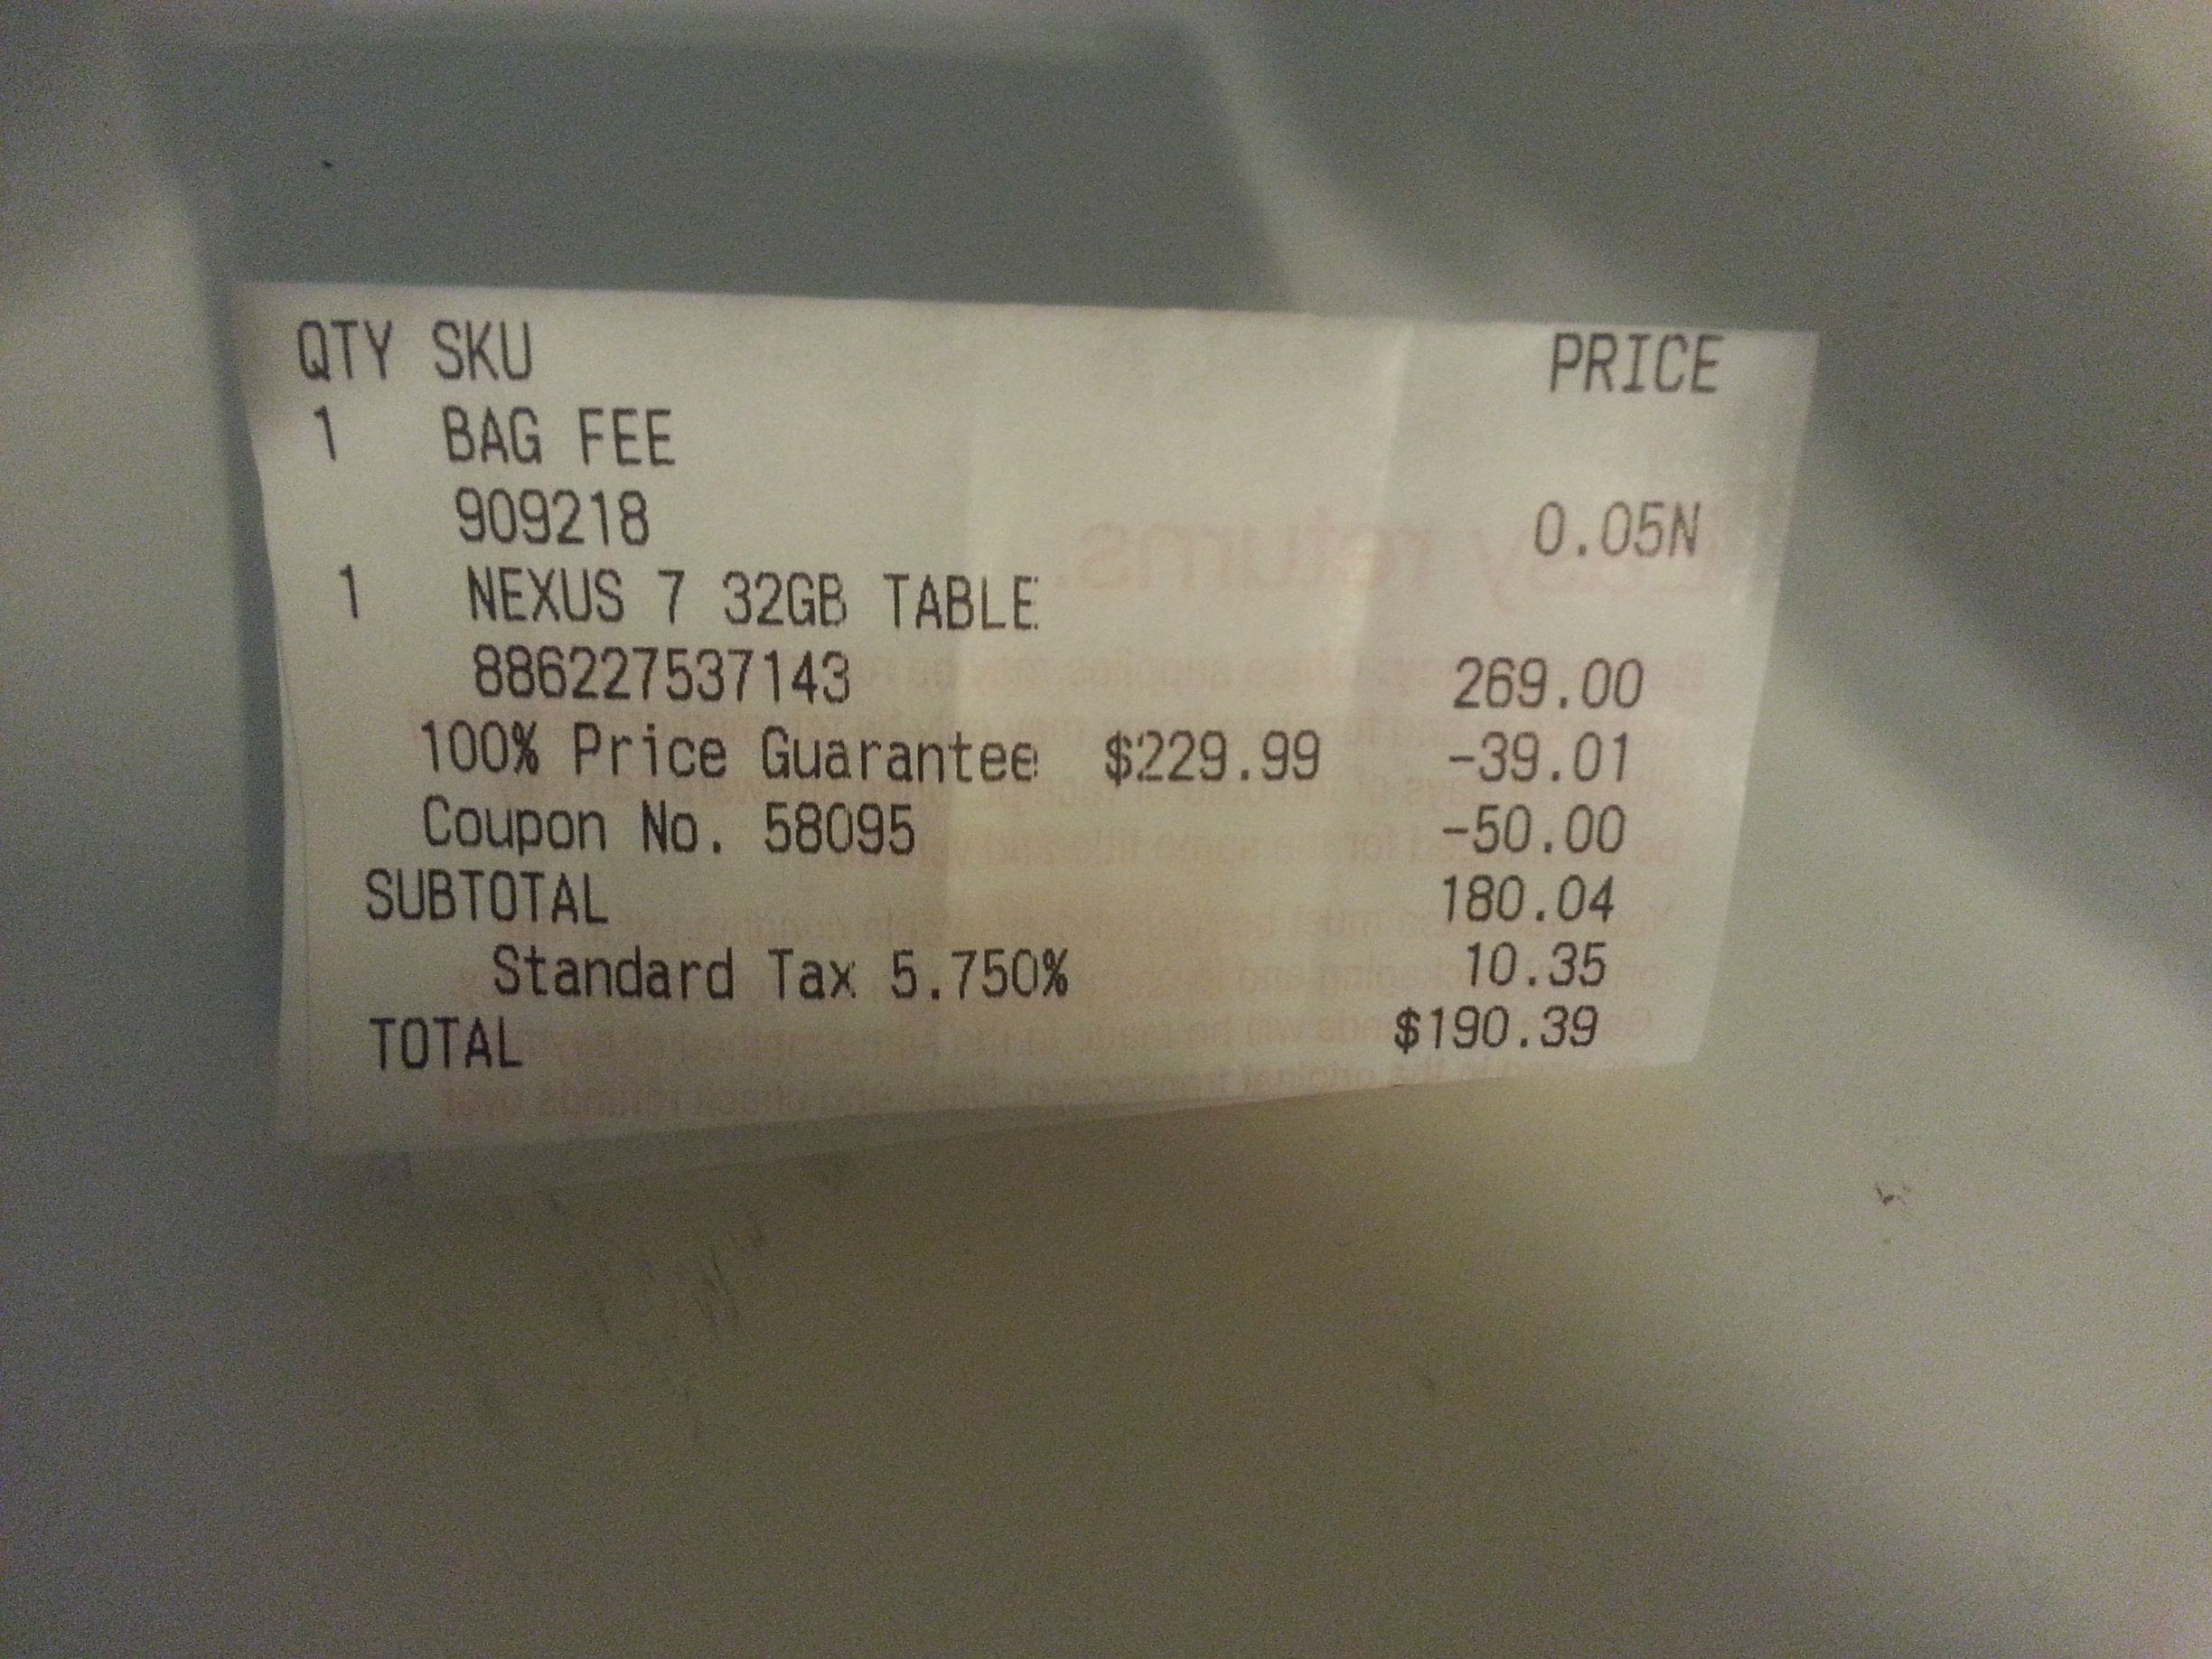 QTY SKU PRICE
1 BAG FEE
909218 0.05N
1 NEXUS 7 32GB TABLE
886227537143 269.00
100% Price Guarantee $229.99 -39.01
Coupon No. 58095 -50.00
SUBTOTAL 180.04
Standard Tax 5.750% 10.35
TOTAL $190.39